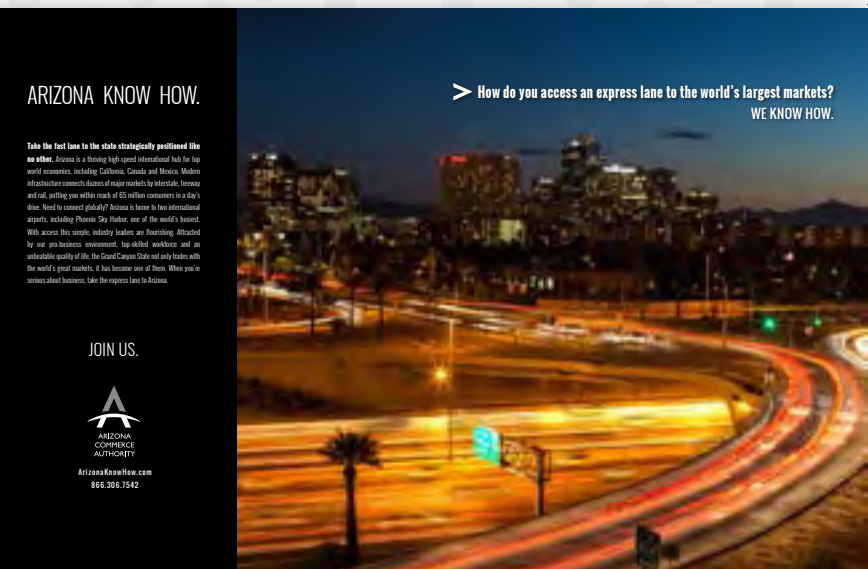 ARIZONA KNOW HOW.
Take the fast lane to the state strategically positioned like
no other. Arizona is a thriving high-speed international hub for top
world economies, including California, Canada and Mexico. Modern
infrastructure connects dozens of major markets by interstate, freeway
and rail, putting you within reach of 65 million consumers in a day's
drive. Need to connect globally? Arizona is home to two international
airports, including Phoenix Sky Harbor, one of the world's busiest.
With access this simple, industry leaders are flourishing. Attracted
by our pro-business environment, top-skilled workforce and an
unbeatable quality of life, the Grand Canyon State not only trades with
the world's great markets, it has become one of them. When you're
serious about business, take the express lane to Arizona.
JOIN US.
ARIZONA
COMMERCE
AUTHORITY
ArizonaKnowHow.com
866.306.7542
> How do you access an express lane to the world's largest markets?
WE KNOW HOW.